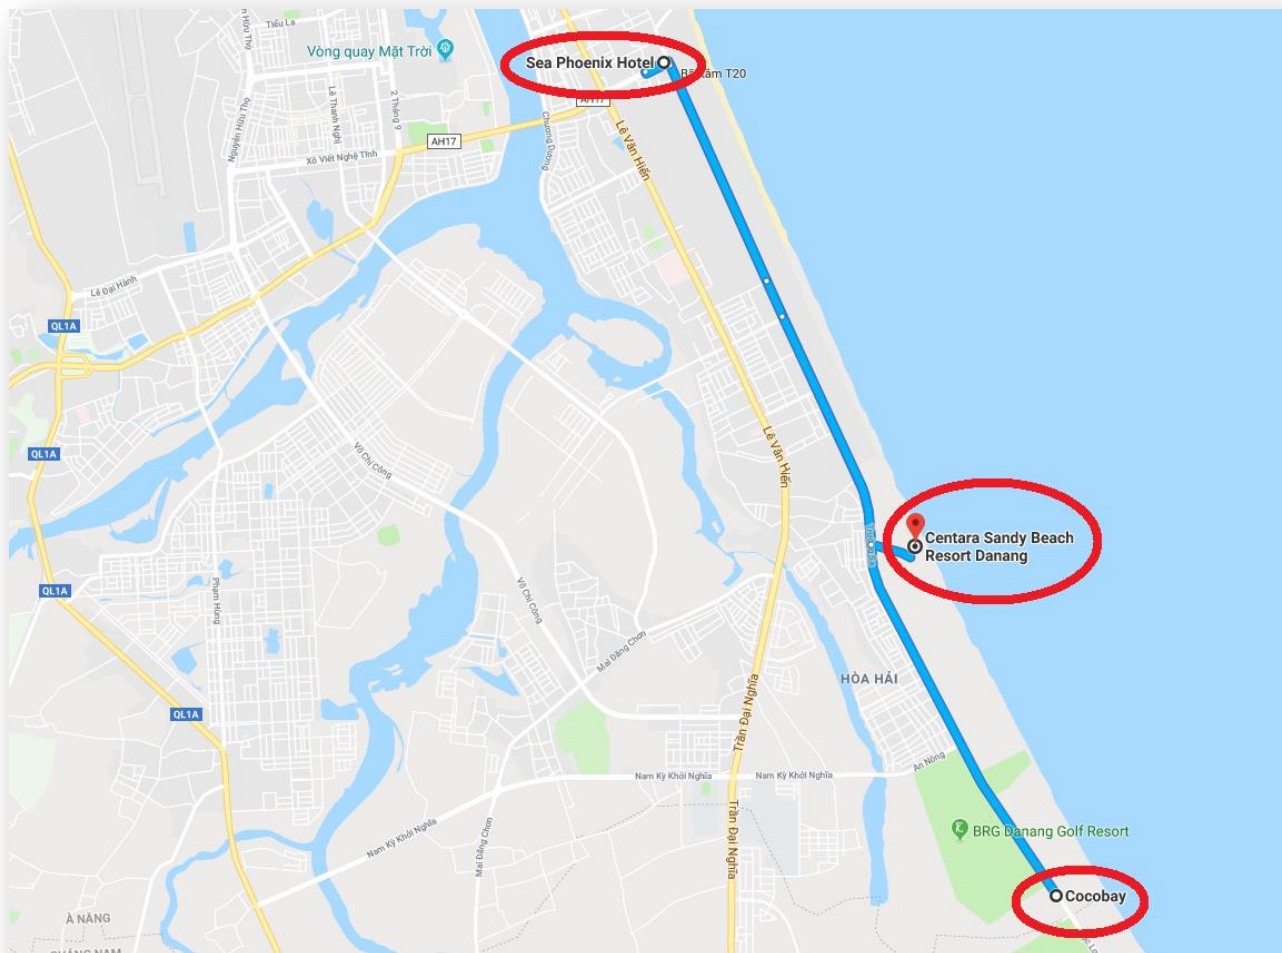 Tiểu La
Vòng quay Mặt Trời
Sea Phoenix Hotel
AH17
2 Tháng 9
Lê Thanh Nghị
Nguyễn Hữu Thọ
AH17
Xô Viết Nghệ Tĩnh
Chương Dương
Lê Văn Hiến
Lê Đại Hành
QL1A
QL1A
Võ Chí Công
Lê Văn Hiến
Centara Sandy Beach
Resort Danang
QL1A
Phạm Hùng
Võ Chí Công
Mai Đăng Chơn
HÒA HẢI
QL1A
Trần Đại Nghĩa
An Nông
Nam Kỳ Khởi Nghĩa
Nam Kỳ Khởi Nghĩa
Nam Kỳ Khởi Nghĩa
Mai Đăng Chơn
Trần Đại Nghĩa
BRG Danang Golf Resort
Cocobay
À NẴNG
QUẢNG NAM